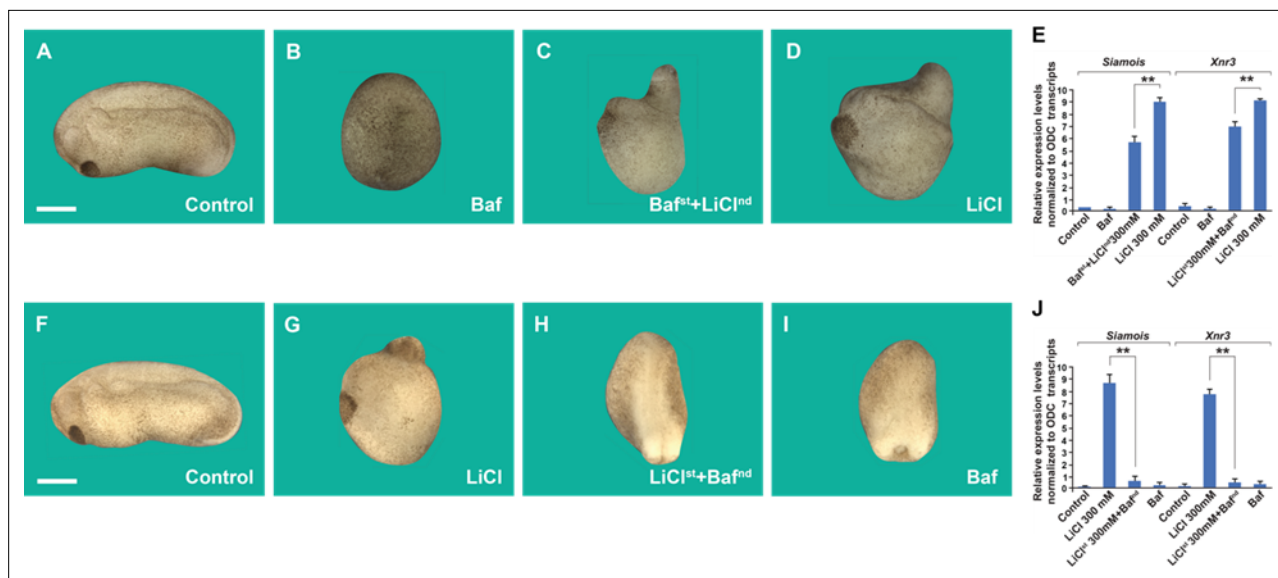 A
Control
B
Baf
C
Baf^st+LiCl^nd
D
LiCl
E
Siamois
Xnr3
**
**
Relative expression levels
normalized to ODC transcripts
10
9
8
7
6
5
4
3
2
1
0
Control
Baf
Baf^st+LiCl^nd300mM
LiCl 300 mM
Control
Baf
LiCl^st300mM+Baf^nd
LiCl 300 mM
F
Control
G
LiCl
H
LiCl^st+Baf^nd
I
Baf
J
Siamois
Xnr3
**
**
Relative expression levels
normalized to ODC transcripts
10
9
8
7
6
5
4
3
2
1
0
Control
LiCl 300 mM
LiCl^st 300mM+Baf^nd
Baf
Control
LiCl 300mM
LiCl^st 300mM+Baf^nd
Baf